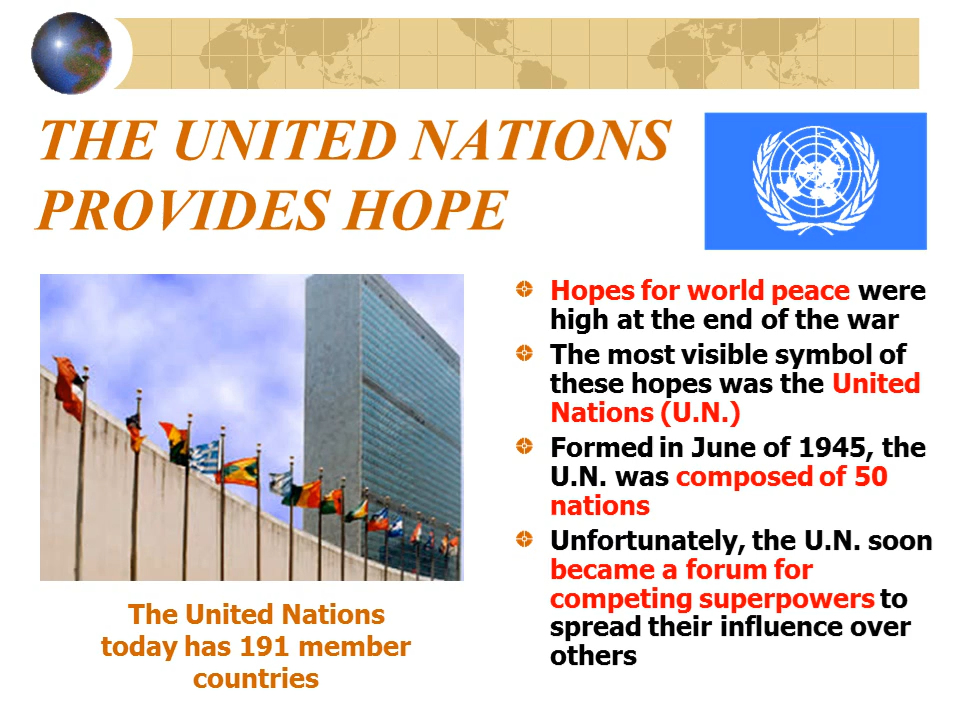 THE UNITED NATIONS
PROVIDES HOPE
Hopes for world peace were
high at the end of the war
The most visible symbol of
these hopes was the United
Nations (U.N.)
Formed in June of 1945, the
U.N. was composed of 50
nations
Unfortunately, the U.N. soon
became a forum for
competing superpowers to
spread their influence over
others
The United Nations
today has 191 member
countries